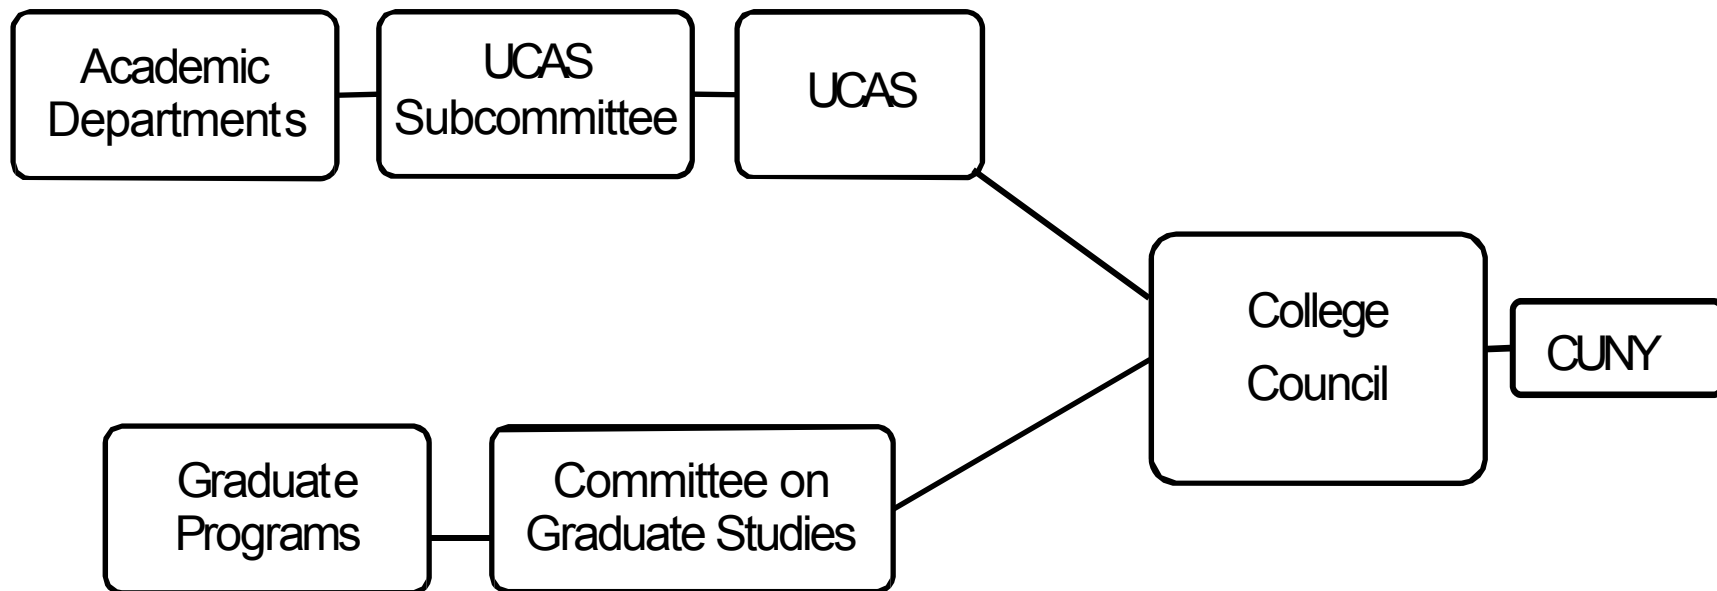 Academic
Departments
UCAS
Subcommittee
UCAS
College
Council
CUNY
Graduate
Programs
Committee on
Graduate Studies